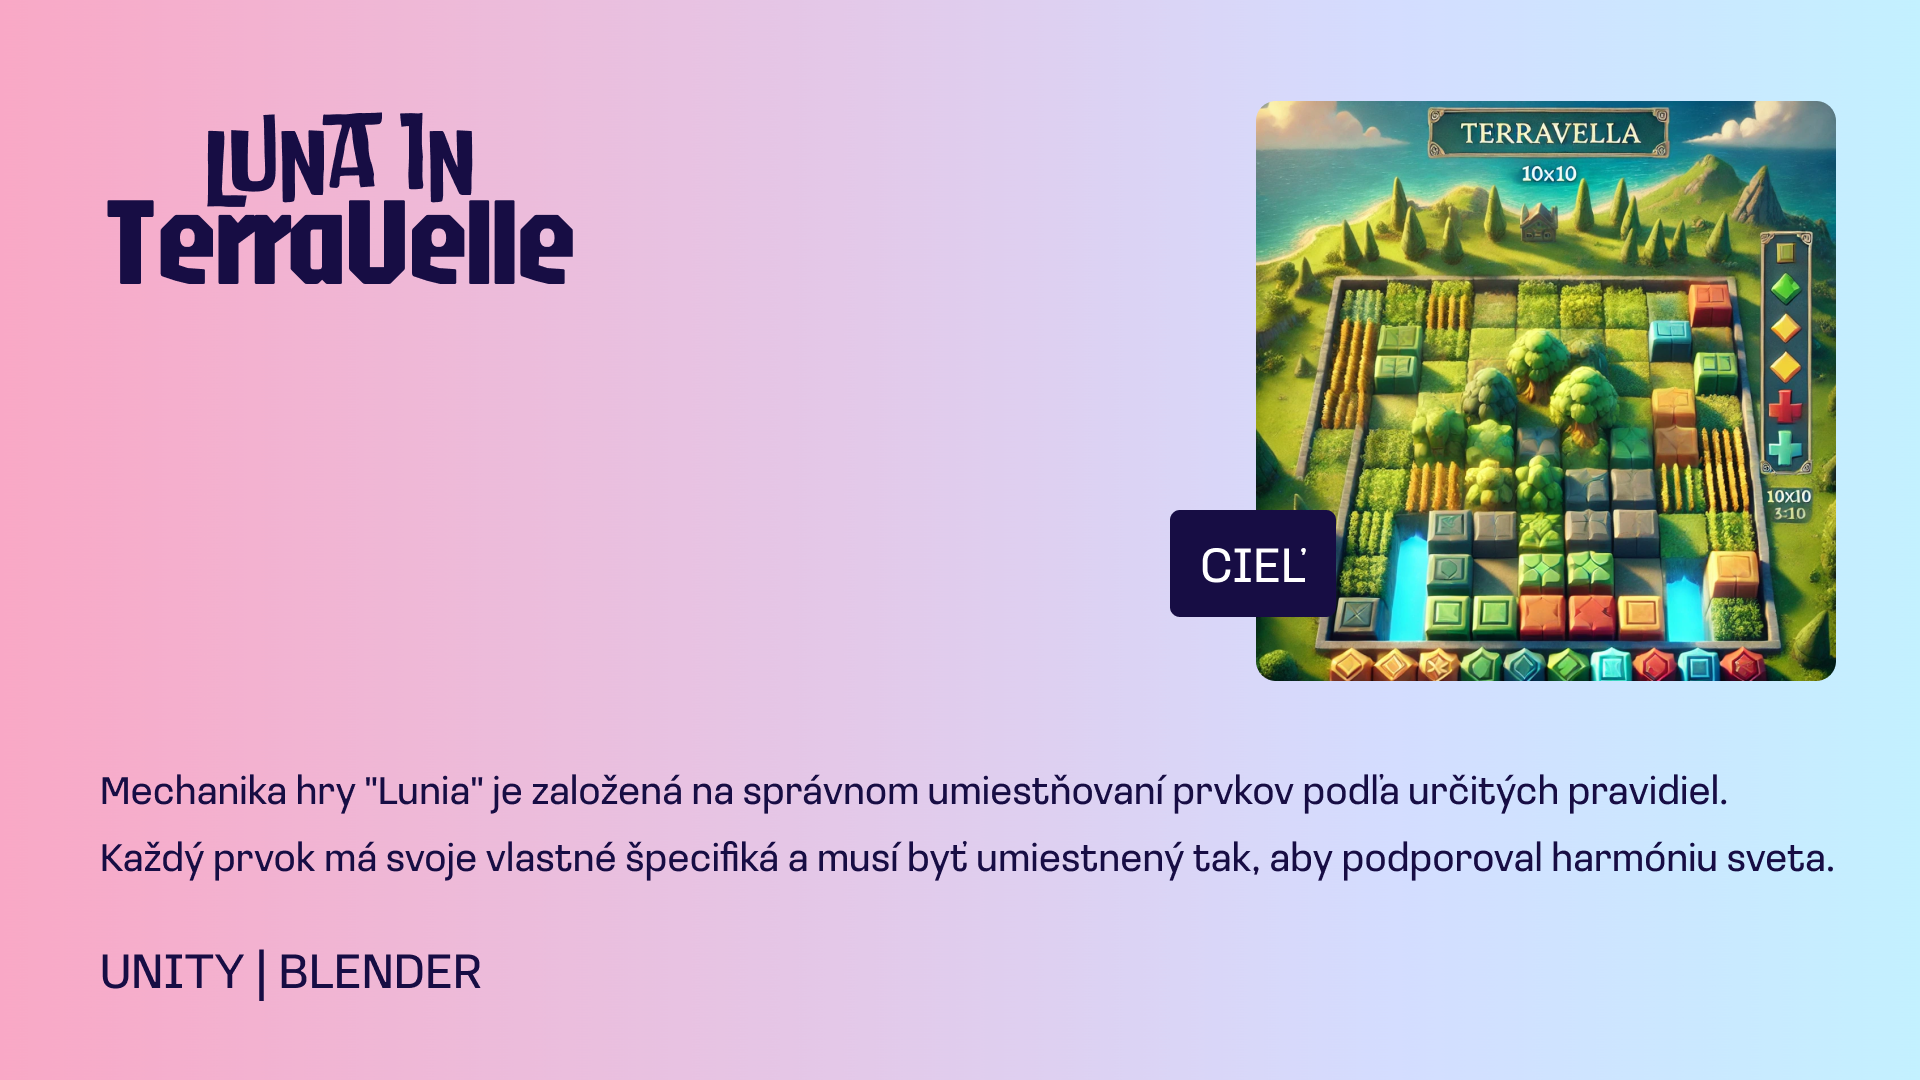 LUNA IN
Terravelle
TERRAVELLA
10x10
10x10
3:10
CIEĽ
Mechanika hry "Lunia" je založená na správnom umiestňovaní prvkov podľa určitých pravidiel.
Každý prvok má svoje vlastné špecifiká a musí byť umiestnený tak, aby podporoval harmóniu sveta.
UNITY | BLENDER